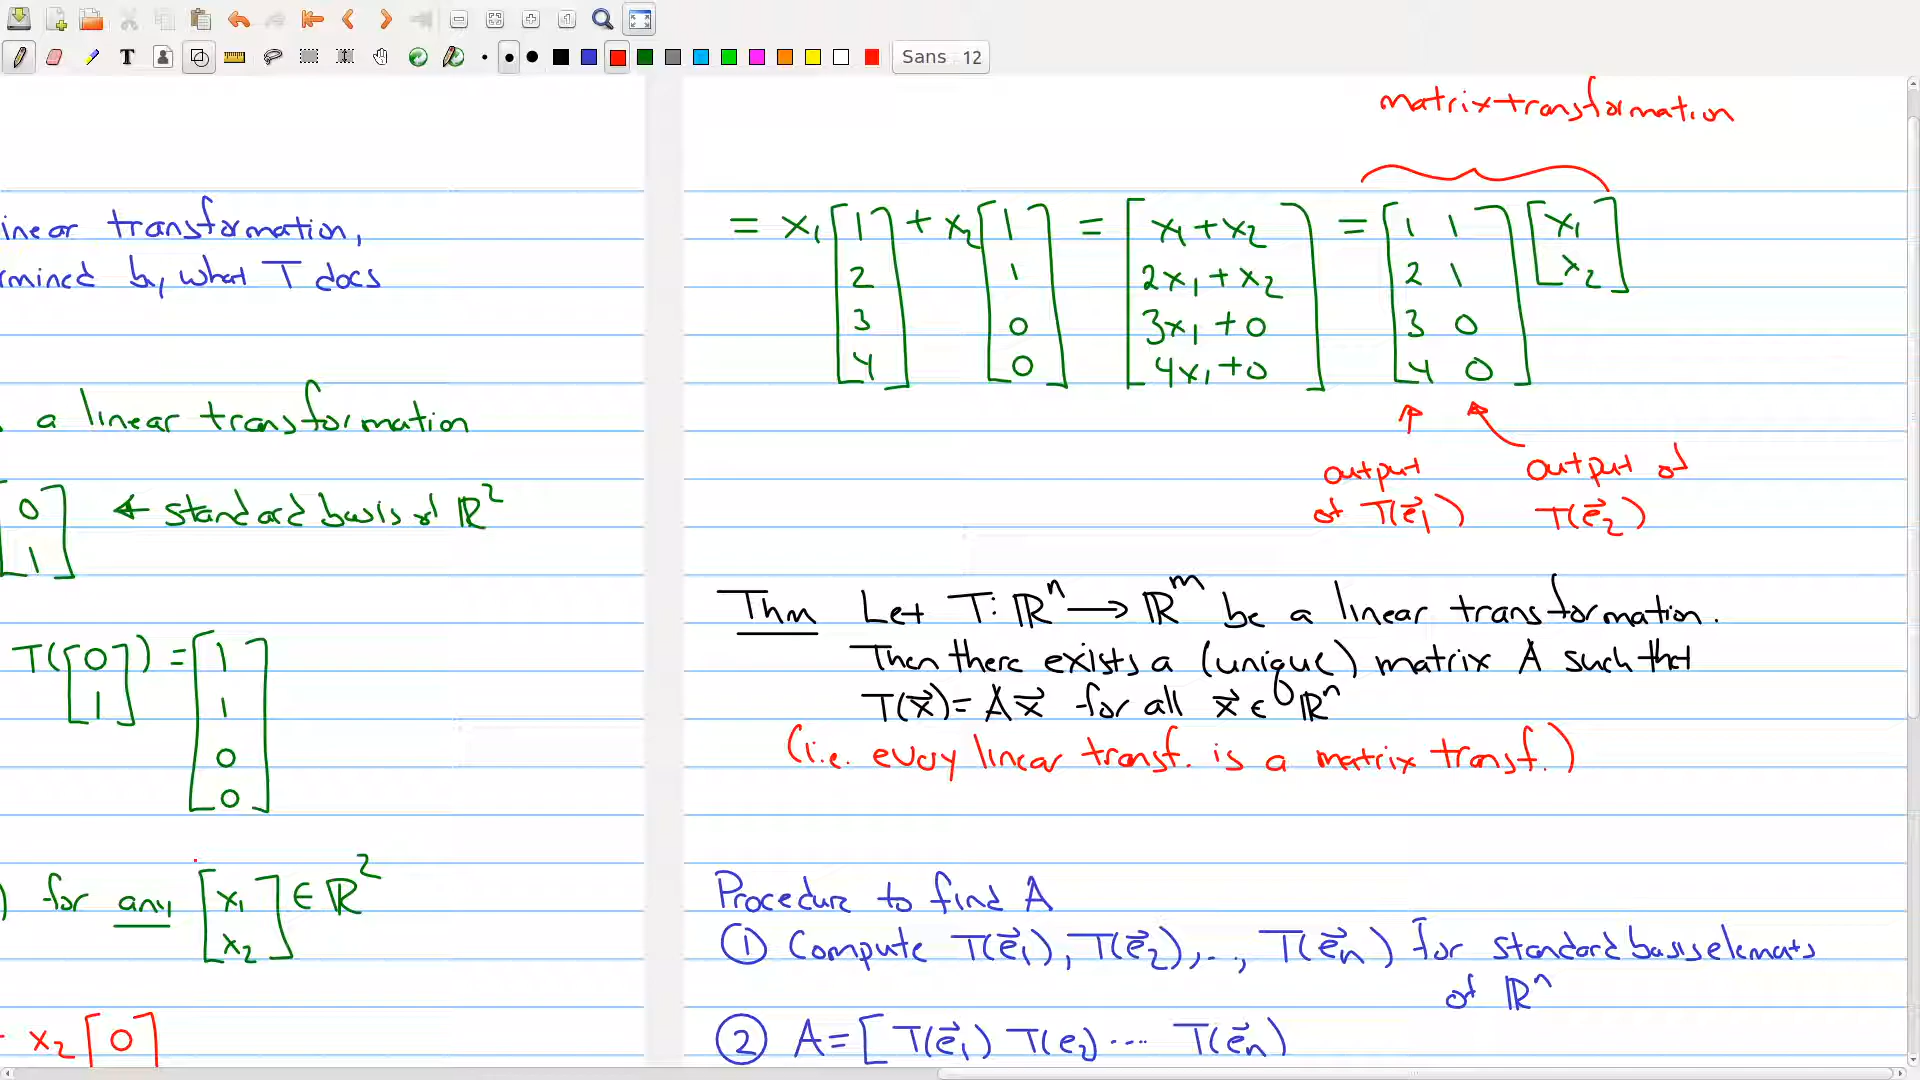 Sans 12
inear transformation,
rmined by what T does
a linear transformation
[0 1] ← standard basis of ℝ²
T([0 1]) = [1 1 0 0]
) for any [x₁ x₂] ∈ ℝ²
x₂ [0
matrix transformation
= x₁ [1 2 3 4] + x₂ [1 1 0 0] = [x₁+x₂ 2x₁+x₂ 3x₁+0 4x₁+0] = [1 1 2 1 3 0 4 0] [x₁ x₂]
output of T(e⃗₁)
output of T(e⃗₂)
Thm Let T: ℝⁿ → ℝᵐ be a linear transformation.
Then there exists a (unique) matrix A such that
T(x⃗) = Ax⃗ for all x⃗ ∈ ℝⁿ
(i.e. every linear transf. is a matrix transf.)
Procedure to find A
① Compute T(e⃗₁), T(e⃗₂), .., T(e⃗n) for standard basis elements
of ℝⁿ
② A = [ T(e⃗₁) T(e₂) ... T(e⃗n)